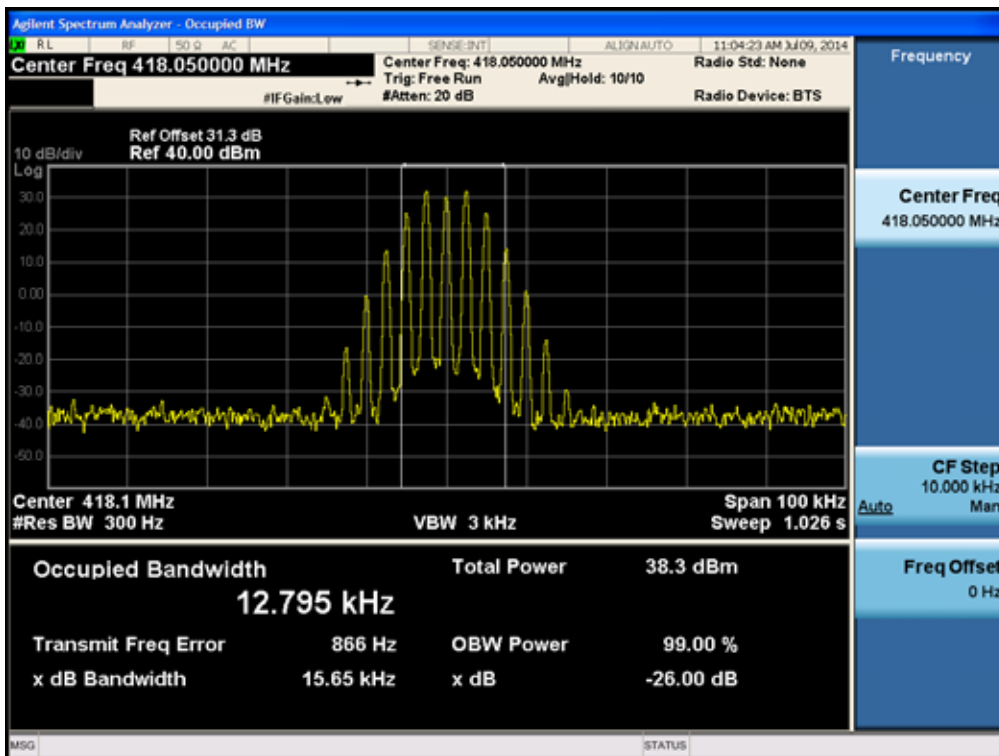 Agilent Spectrum Analyzer - Occupied BW
LXI RL RF 50 Ω AC SENSE:INT ALIGNAUTO 11:04:23 AM Jul 09, 2014
Center Freq 418.050000 MHz
Center Freq: 418.050000 MHz
Radio Std: None
Trig: Free Run Avg|Hold: 10/10
#IFGain:Low
#Atten: 20 dB
Radio Device: BTS
Ref Offset 31.3 dB
10 dB/div Ref 40.00 dBm
Log
30.0
20.0
10.0
0.00
-10.0
-20.0
-30.0
-40.0
-50.0
Center 418.1 MHz
Span 100 kHz
#Res BW 300 Hz
VBW 3 kHz
Sweep 1.026 s
Occupied Bandwidth
12.795 kHz
Total Power 38.3 dBm
Transmit Freq Error 866 Hz
OBW Power 99.00 %
x dB Bandwidth 15.65 kHz
x dB -26.00 dB
Frequency
Center Freq
418.050000 MHz
CF Step
10.000 kHz
Auto Man
Freq Offset
0 Hz
MSG
STATUS